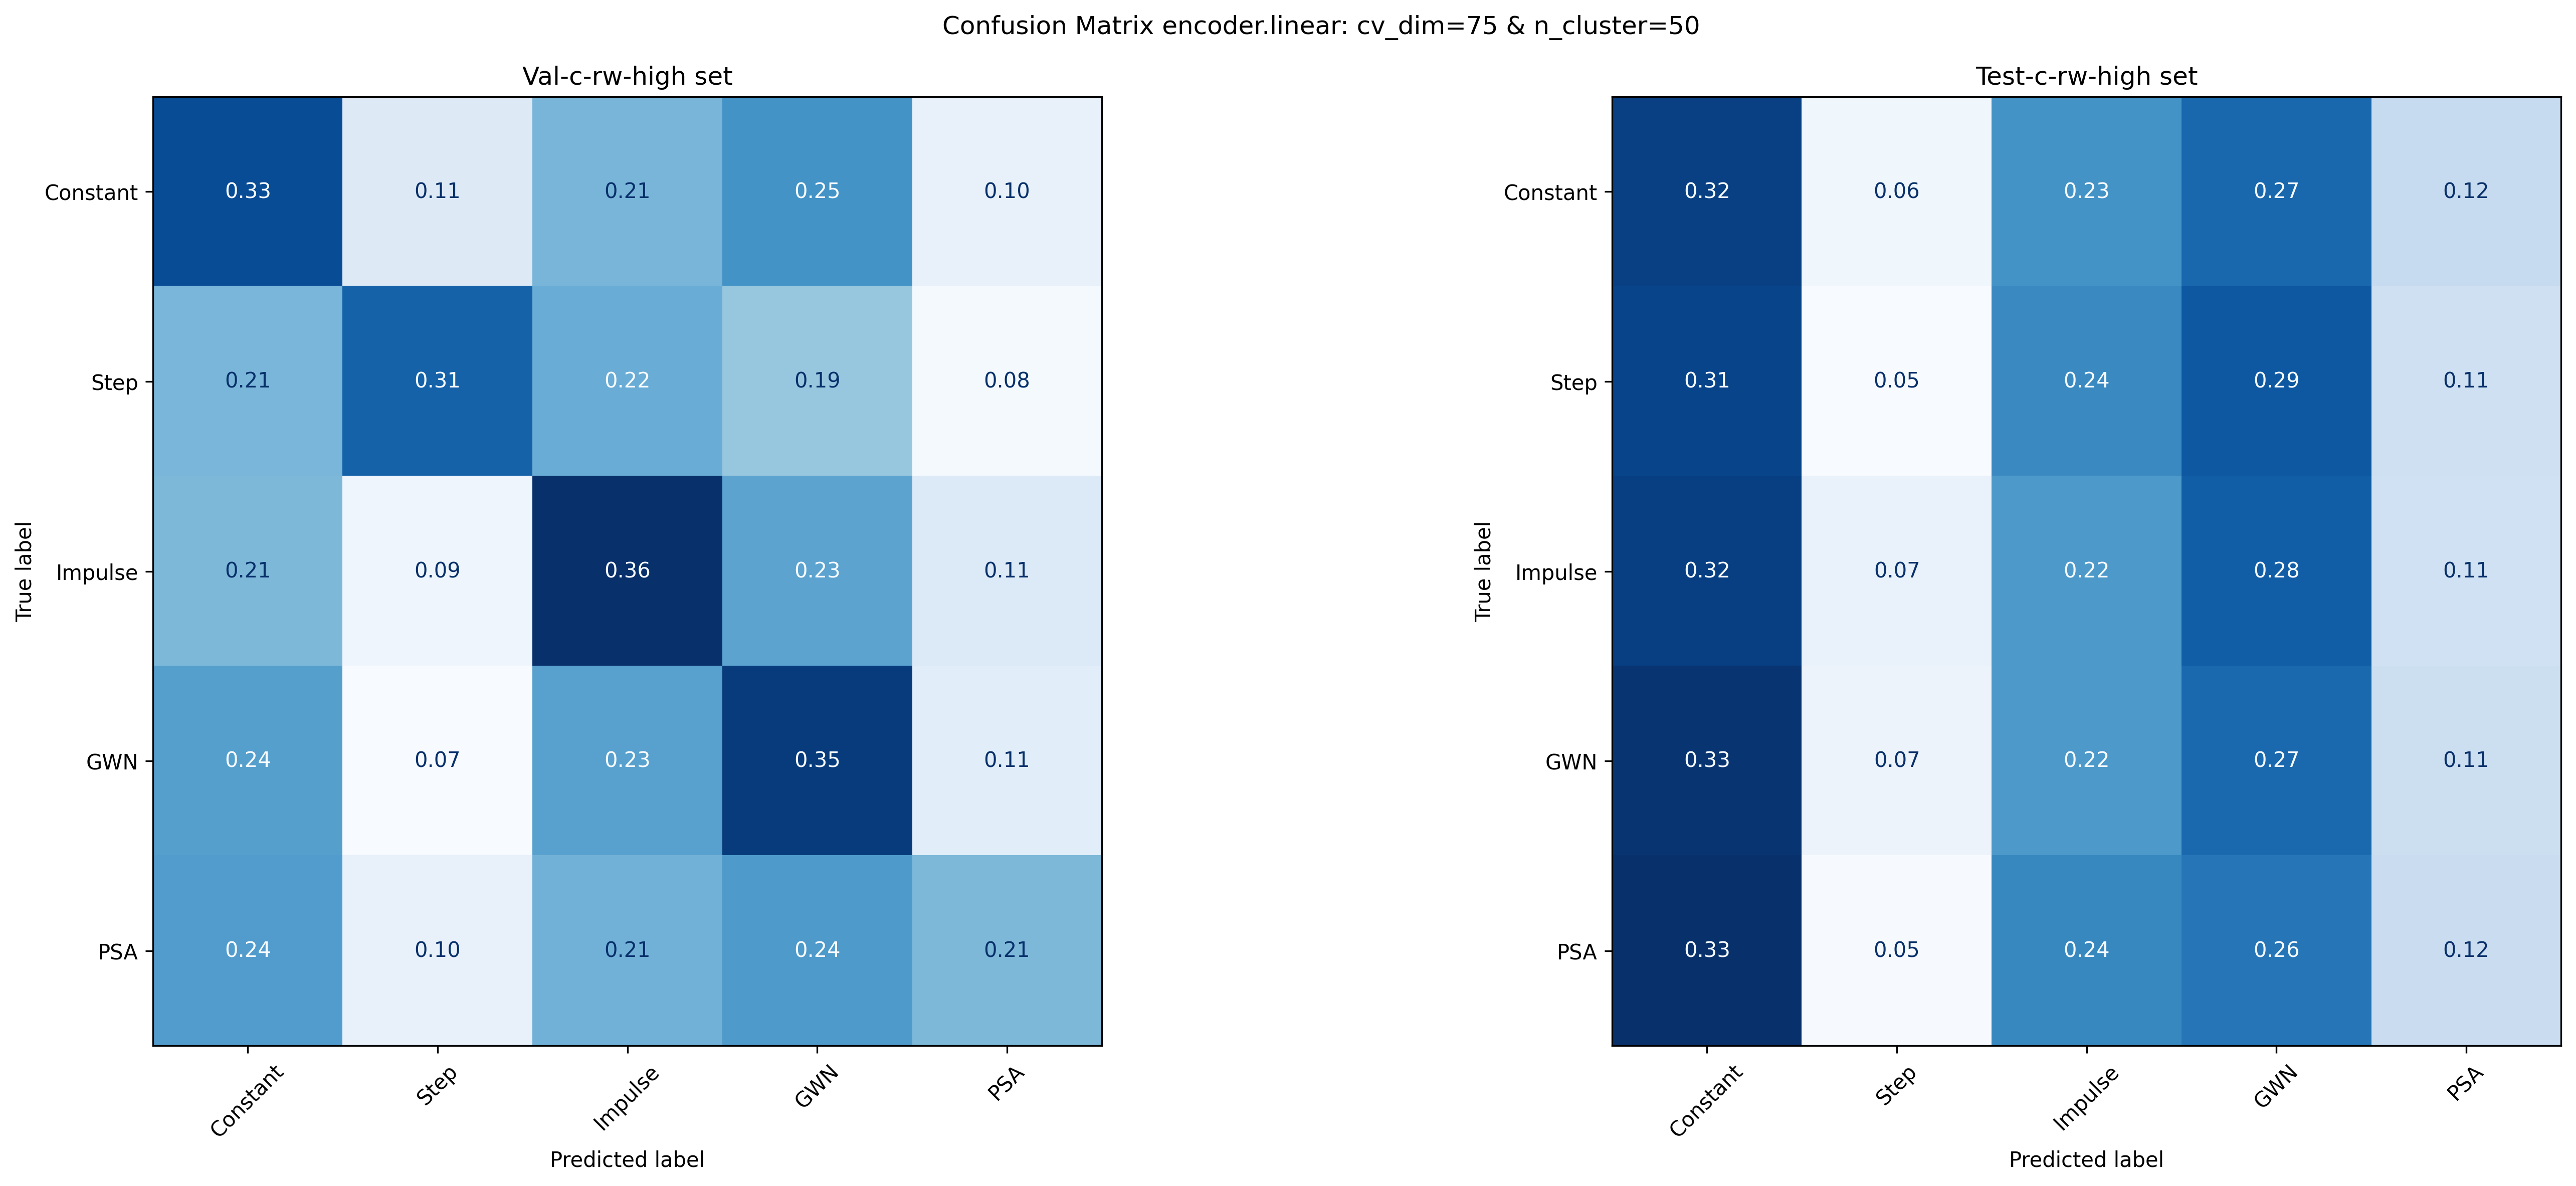 Confusion Matrix encoder.linear: cv_dim=75 & n_cluster=50
Val-c-rw-high set
True label
Constant 0.33 0.11 0.21 0.25 0.10
Step 0.21 0.31 0.22 0.19 0.08
Impulse 0.21 0.09 0.36 0.23 0.11
GWN 0.24 0.07 0.23 0.35 0.11
PSA 0.24 0.10 0.21 0.24 0.21
Constant Step Impulse GWN PSA
Predicted label
Test-c-rw-high set
True label
Constant 0.32 0.06 0.23 0.27 0.12
Step 0.31 0.05 0.24 0.29 0.11
Impulse 0.32 0.07 0.22 0.28 0.11
GWN 0.33 0.07 0.22 0.27 0.11
PSA 0.33 0.05 0.24 0.26 0.12
Constant Step Impulse GWN PSA
Predicted label